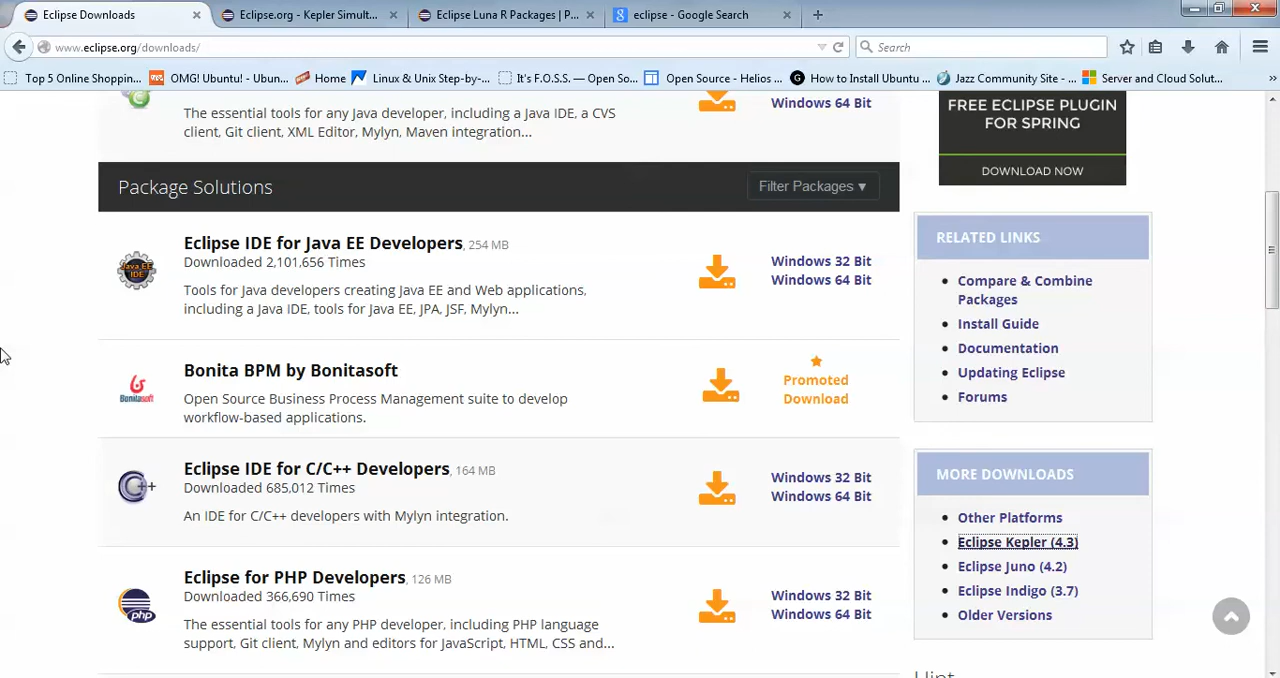 Eclipse Downloads
Eclipse.org - Kepler Simult...
Eclipse Luna R Packages | P...
eclipse - Google Search
www.eclipse.org/downloads/
Search
Top 5 Online Shoppin...
OMG! Ubuntu! - Ubun...
Home
Linux & Unix Step-by-...
It's F.O.S.S. — Open So...
Open Source - Helios ...
How to Install Ubuntu ...
Jazz Community Site - ...
Server and Cloud Solut...
The essential tools for any Java developer, including a Java IDE, a CVS
client, Git client, XML Editor, Mylyn, Maven integration...
Windows 64 Bit
Package Solutions
Filter Packages ▾
Java EE
IDE
Eclipse IDE for Java EE Developers, 254 MB
Downloaded 2,101,656 Times
Tools for Java developers creating Java EE and Web applications,
including a Java IDE, tools for Java EE, JPA, JSF, Mylyn...
Windows 32 Bit
Windows 64 Bit
Bonitasoft
Bonita BPM by Bonitasoft
Open Source Business Process Management suite to develop
workflow-based applications.
Promoted
Download
C++
Eclipse IDE for C/C++ Developers, 164 MB
Downloaded 685,012 Times
An IDE for C/C++ developers with Mylyn integration.
Windows 32 Bit
Windows 64 Bit
php
Eclipse for PHP Developers, 126 MB
Downloaded 366,690 Times
The essential tools for any PHP developer, including PHP language
support, Git client, Mylyn and editors for JavaScript, HTML, CSS and...
Windows 32 Bit
Windows 64 Bit
FREE ECLIPSE PLUGIN
FOR SPRING
DOWNLOAD NOW
RELATED LINKS
Compare & Combine
Packages
Install Guide
Documentation
Updating Eclipse
Forums
MORE DOWNLOADS
Other Platforms
Eclipse Kepler (4.3)
Eclipse Juno (4.2)
Eclipse Indigo (3.7)
Older Versions
Hint